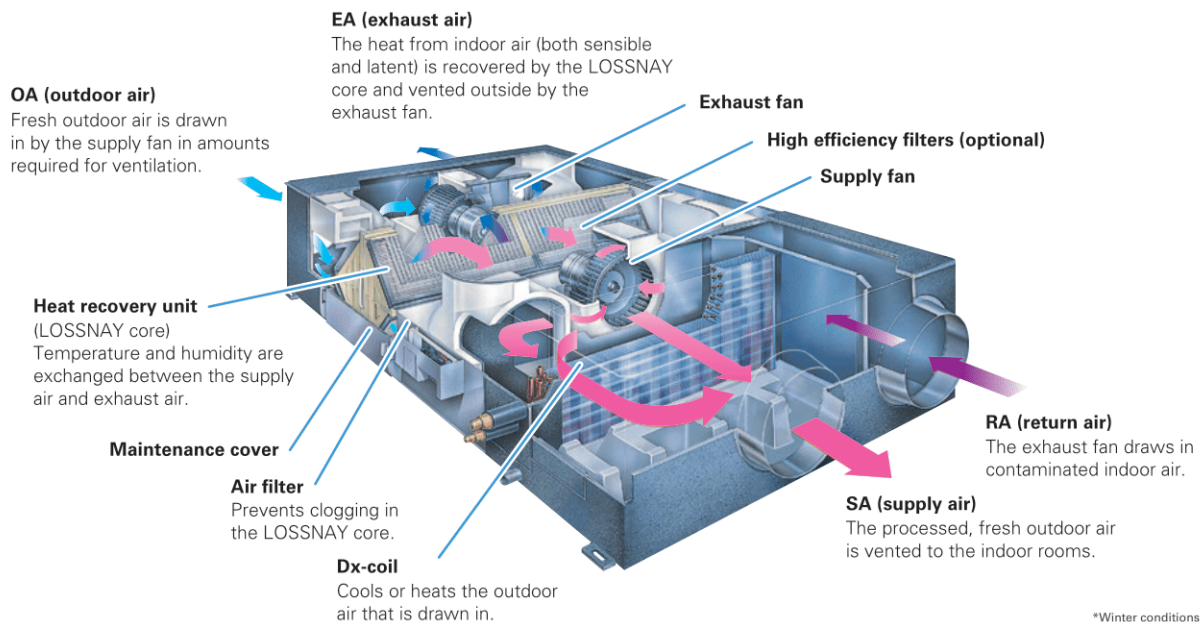 EA (exhaust air)
The heat from indoor air (both sensible
and latent) is recovered by the LOSSNAY
core and vented outside by the
exhaust fan.
OA (outdoor air)
Fresh outdoor air is drawn
in by the supply fan in amounts
required for ventilation.
Exhaust fan
High efficiency filters (optional)
Supply fan
Heat recovery unit
(LOSSNAY core)
Temperature and humidity are
exchanged between the supply
air and exhaust air.
Maintenance cover
Air filter
Prevents clogging in
the LOSSNAY core.
Dx-coil
Cools or heats the outdoor
air that is drawn in.
RA (return air)
The exhaust fan draws in
contaminated indoor air.
SA (supply air)
The processed, fresh outdoor air
is vented to the indoor rooms.
*Winter conditions